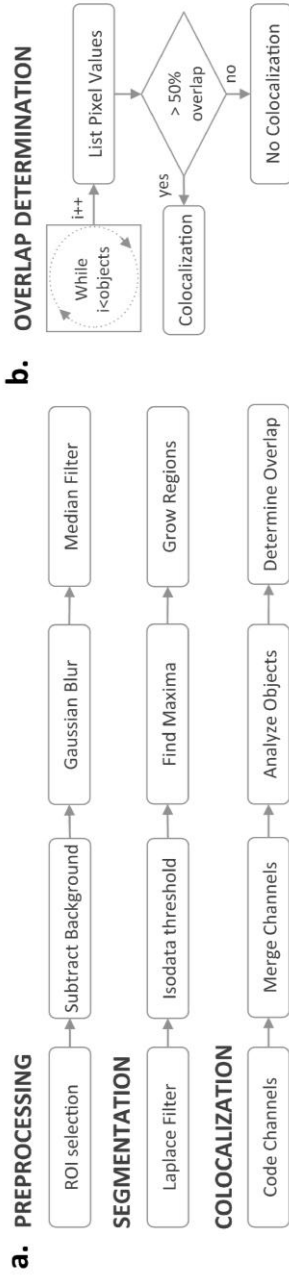 a. PREPROCESSING
ROI selection
Subtract Background
Gaussian Blur
Median Filter
SEGMENTATION
Laplace Filter
Isodata threshold
Find Maxima
Grow Regions
COLOCALIZATION
Code Channels
Merge Channels
Analyze Objects
Determine Overlap
b. OVERLAP DETERMINATION
While
i<objects
i++
List Pixel Values
> 50%
overlap
yes
no
Colocalization
No Colocalization